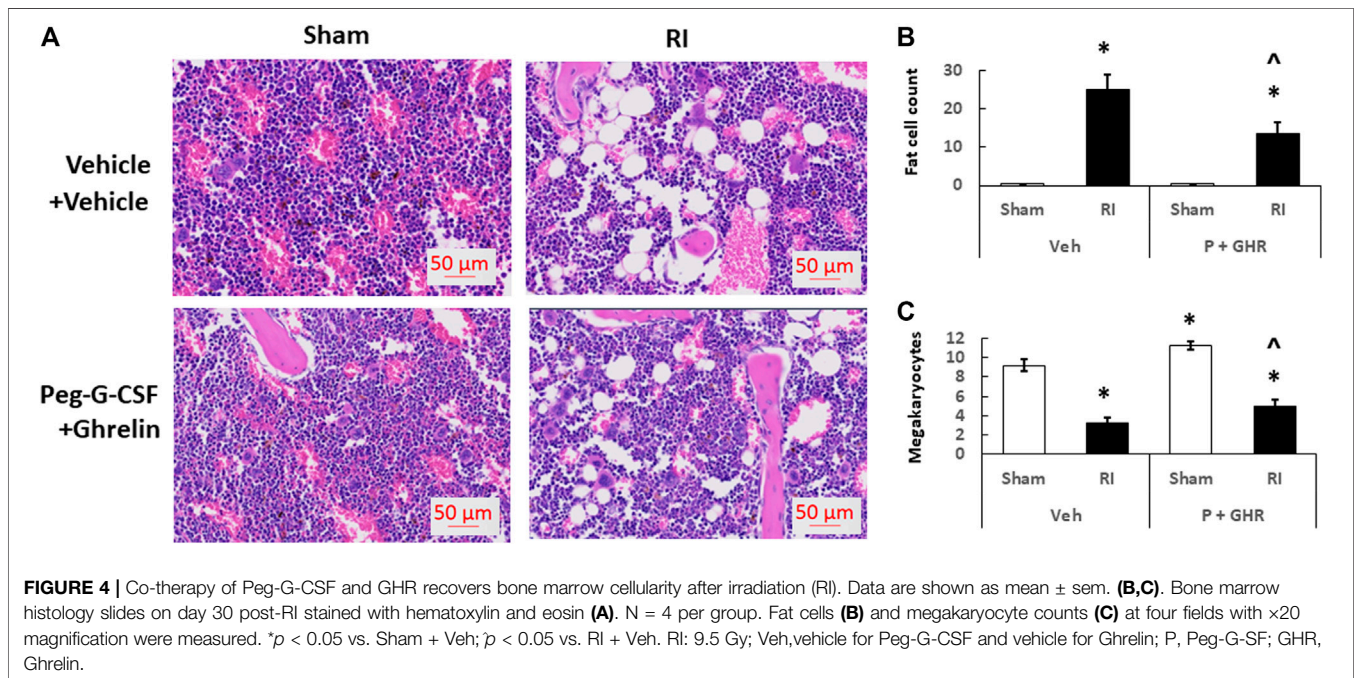 A
Sham
RI
Vehicle
+Vehicle
50 μm
50 μm
Peg-G-CSF
+Ghrelin
50 μm
50 μm
B
Fat cell count
30
20
10
0
*
^
*
Sham
RI
Sham
RI
Veh
P + GHR
C
Megakaryocytes
12
10
8
6
4
2
0
*
*
^
*
Sham
RI
Sham
RI
Veh
P + GHR
FIGURE 4 | Co-therapy of Peg-G-CSF and GHR recovers bone marrow cellularity after irradiation (RI). Data are shown as mean ± sem. (B,C). Bone marrow
histology slides on day 30 post-RI stained with hematoxylin and eosin (A). N = 4 per group. Fat cells (B) and megakaryocyte counts (C) at four fields with ×20
magnification were measured. *p < 0.05 vs. Sham + Veh; ^p < 0.05 vs. RI + Veh. RI: 9.5 Gy; Veh,vehicle for Peg-G-CSF and vehicle for Ghrelin; P, Peg-G-SF; GHR,
Ghrelin.